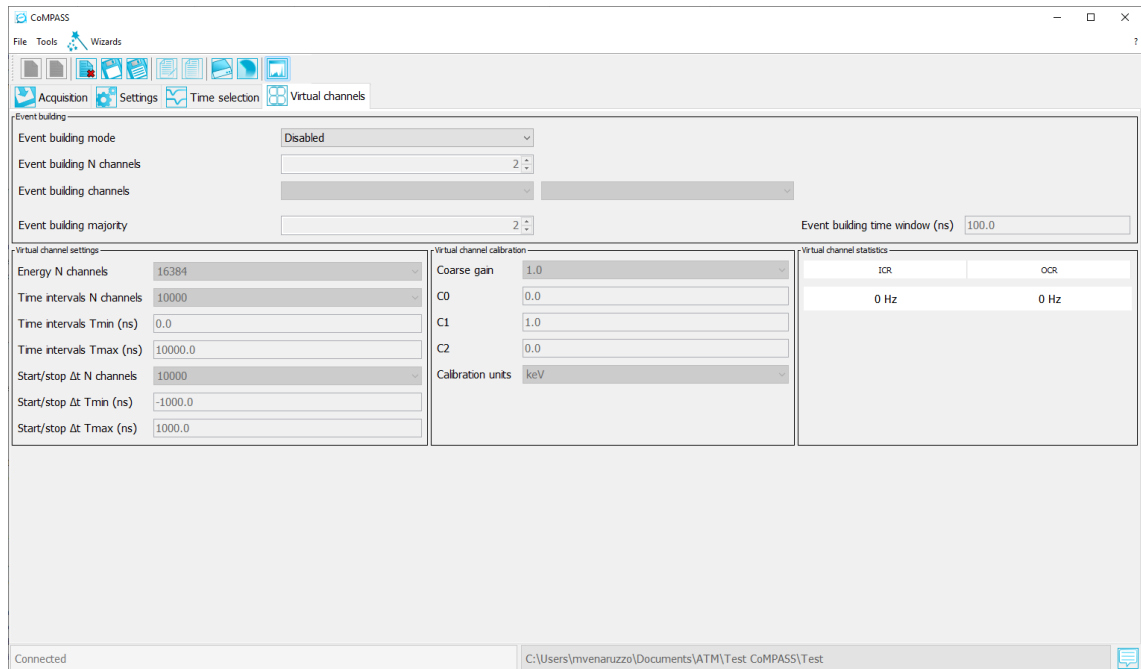 CoMPASS
File Tools Wizards ?
Acquisition Settings Time selection Virtual channels
Event building
Event building mode Disabled
Event building N channels 2
Event building channels
Event building majority 2 Event building time window (ns) 100.0
Virtual channel settings
Energy N channels 16384
Time intervals N channels 10000
Time intervals Tmin (ns) 0.0
Time intervals Tmax (ns) 10000.0
Start/stop Δt N channels 10000
Start/stop Δt Tmin (ns) -1000.0
Start/stop Δt Tmax (ns) 1000.0
Virtual channel calibration
Coarse gain 1.0
C0 0.0
C1 1.0
C2 0.0
Calibration units keV
Virtual channel statistics
ICR OCR
0 Hz 0 Hz
Connected C:\Users\mvenaruzzo\Documents\ATM\Test CoMPASS\Test